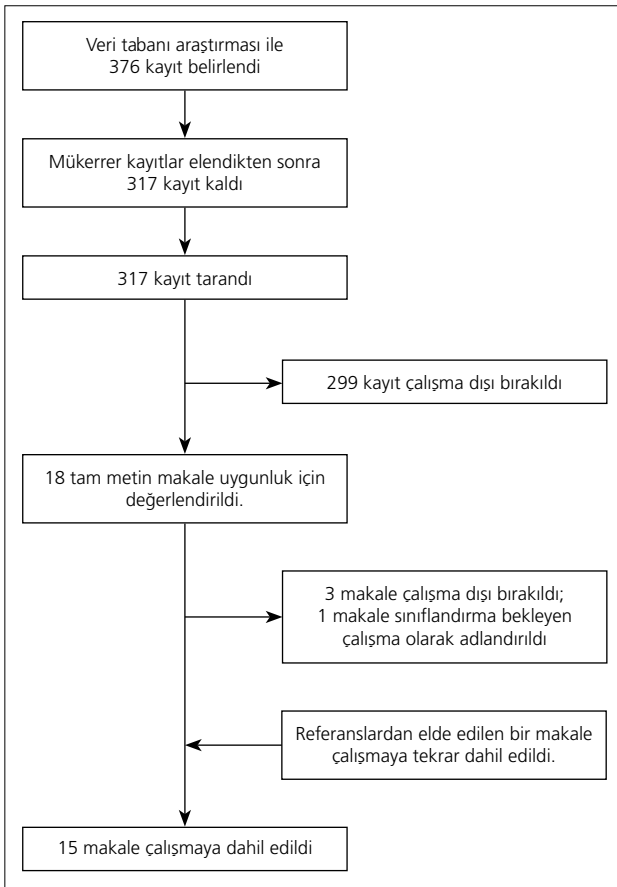 Veri tabanı araştırması ile
376 kayıt belirlendi
Mükerrer kayıtlar elendikten sonra
317 kayıt kaldı
317 kayıt tarandı
299 kayıt çalışma dışı bırakıldı
18 tam metin makale uygunluk için
değerlendirildi.
3 makale çalışma dışı bırakıldı;
1 makale sınıflandırma bekleyen
çalışma olarak adlandırıldı
Referanslardan elde edilen bir makale
çalışmaya tekrar dahil edildi.
15 makale çalışmaya dahil edildi